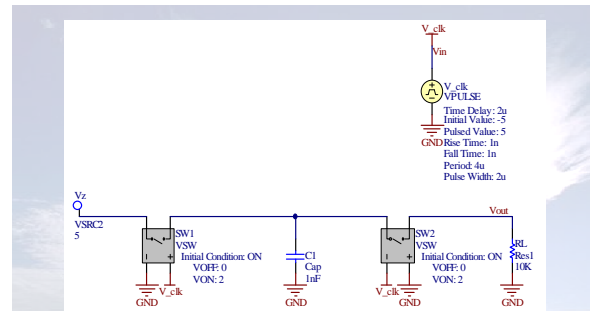 V_clk
Vin
V_clk
VPULSE
Time Delay: 2u
Initial Value: -5
Pulsed Value: 5
GND
Rise Time: 1n
Fall Time: 1n
Period: 4u
Pulse Width: 2u
Vz
VSRC2
5
SW1
VSW
Initial Condition: ON
VOFF: 0
VON: 2
GND
V_clk
C1
Cap
1nF
GND
SW2
VSW
Initial Condition: ON
VOFF: 0
VON: 2
V_clk
GND
Vout
RL
Res1
10K
GND